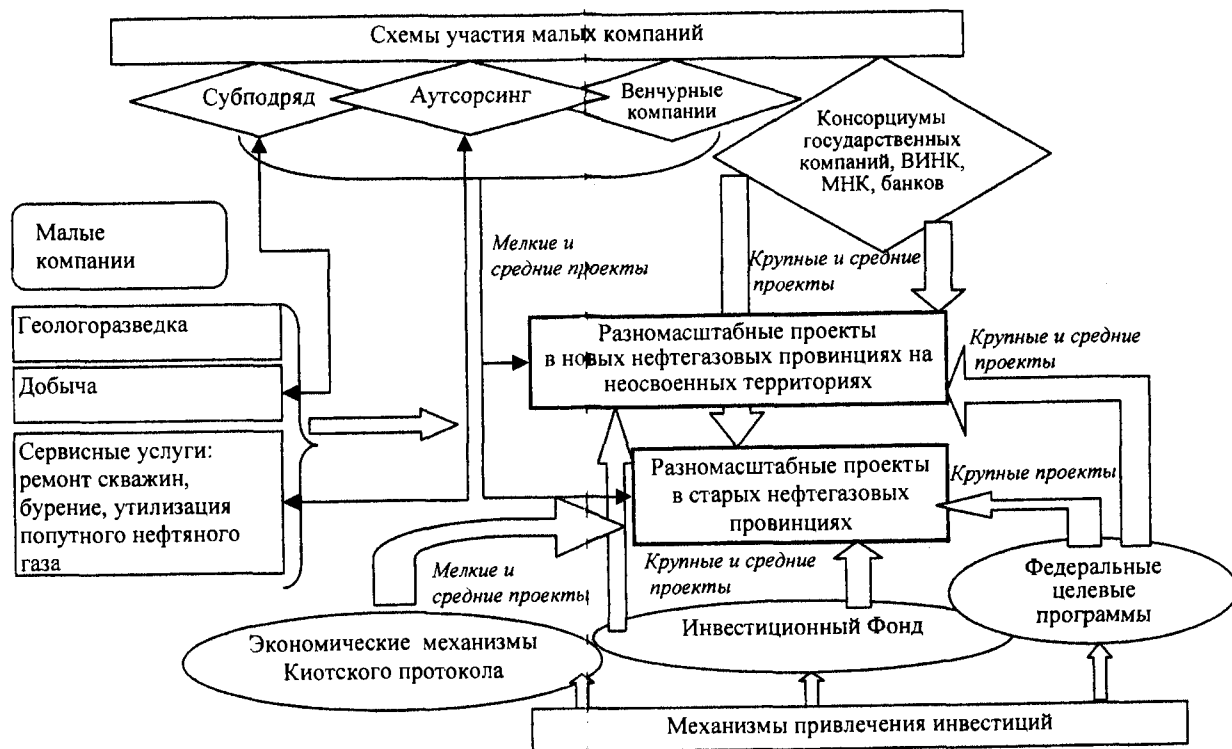 Схемы участия малых компаний
Субподряд
Аутсорсинг
Венчурные
компании
Консорциумы
государственных
компаний, ВИНК,
МНК, банков
Малые
компании
Мелкие и
средние проекты
Крупные и средние
проекты
Геологоразведка
Добыча
Сервисные услуги:
ремонт скважин,
бурение, утилизация
попутного нефтяного
газа
Разномасштабные проекты
в новых нефтегазовых провинциях на
неосвоенных территориях
Крупные и средние
проекты
Разномасштабные проекты
в старых нефтегазовых
провинциях
Крупные проекты
Мелкие и
средние проекты
Крупные и средние
проекты
Федеральные
целевые
программы
Экономические механизмы
Киотского протокола
Инвестиционный Фонд
Механизмы привлечения инвестиций